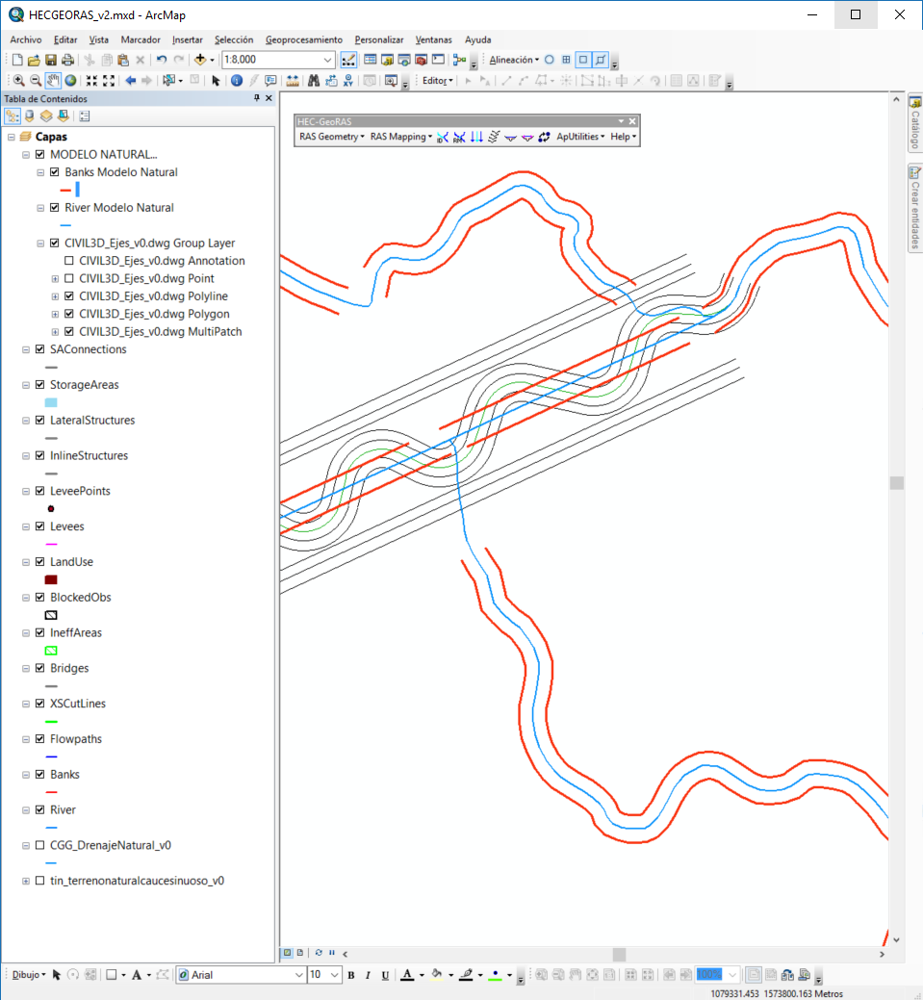 HECGEORAS_v2.mxd - ArcMap
Archivo Editar Vista Marcador Insertar Selección Geoprocesamiento Personalizar Ventanas Ayuda
1:8,000 Alineación
Editor
Tabla de Contenidos
Capas
MODELO NATURAL...
Banks Modelo Natural
River Modelo Natural
CIVIL3D_Ejes_v0.dwg Group Layer
CIVIL3D_Ejes_v0.dwg Annotation
CIVIL3D_Ejes_v0.dwg Point
CIVIL3D_Ejes_v0.dwg Polyline
CIVIL3D_Ejes_v0.dwg Polygon
CIVIL3D_Ejes_v0.dwg MultiPatch
SAConnections
StorageAreas
LateralStructures
InlineStructures
LeveePoints
Levees
LandUse
BlockedObs
IneffAreas
Bridges
XSCutLines
Flowpaths
Banks
River
CGG_DrenajeNatural_v0
tin_terrenonaturalcaucesinuoso_v0
HEC-GeoRAS
RAS Geometry RAS Mapping ApUtilities Help
Catálogo
Crear entidades
Dibujo A Arial 10 B I U A 100%
1079331.453 1573800.163 Metros